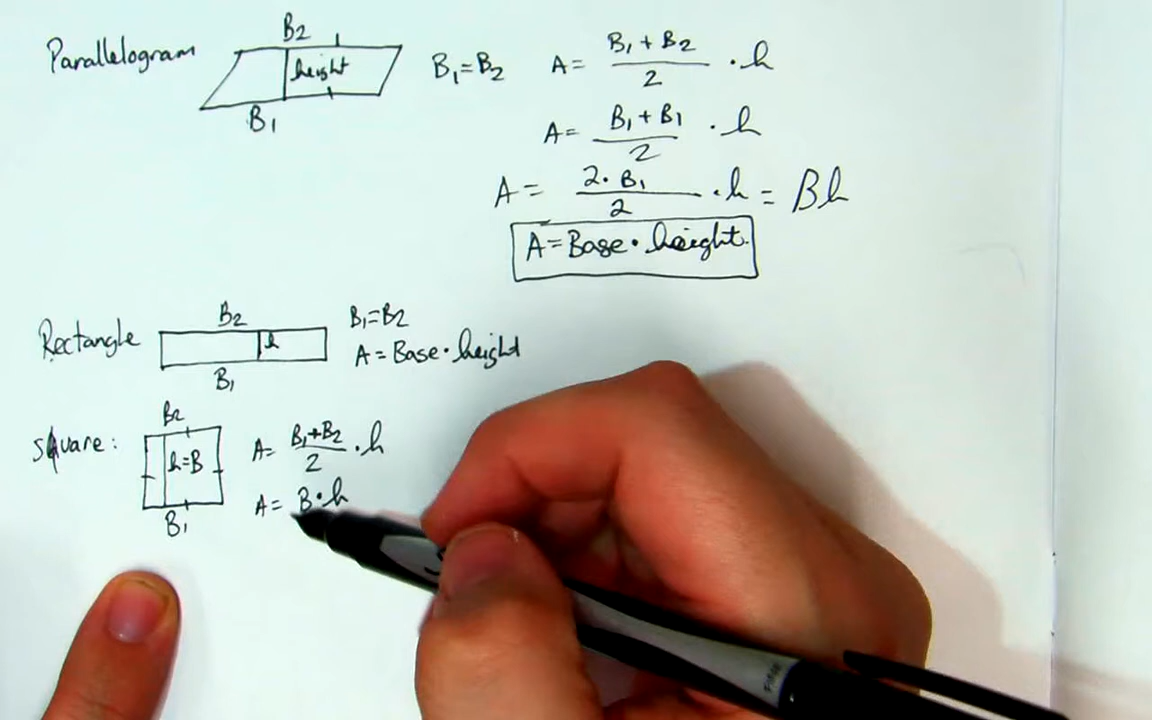 Parallelogram
B2
height
B1
B1=B2
A= B1+B2/2 · h
A= B1+B1/2 · h
A= 2·B1/2 · h = Bh
A=Base·height
Rectangle
B2
h
B1
B1=B2
A=Base·height
Square:
B2
h=B
B1
A= B1+B2/2 · h
A= B·h
FINE